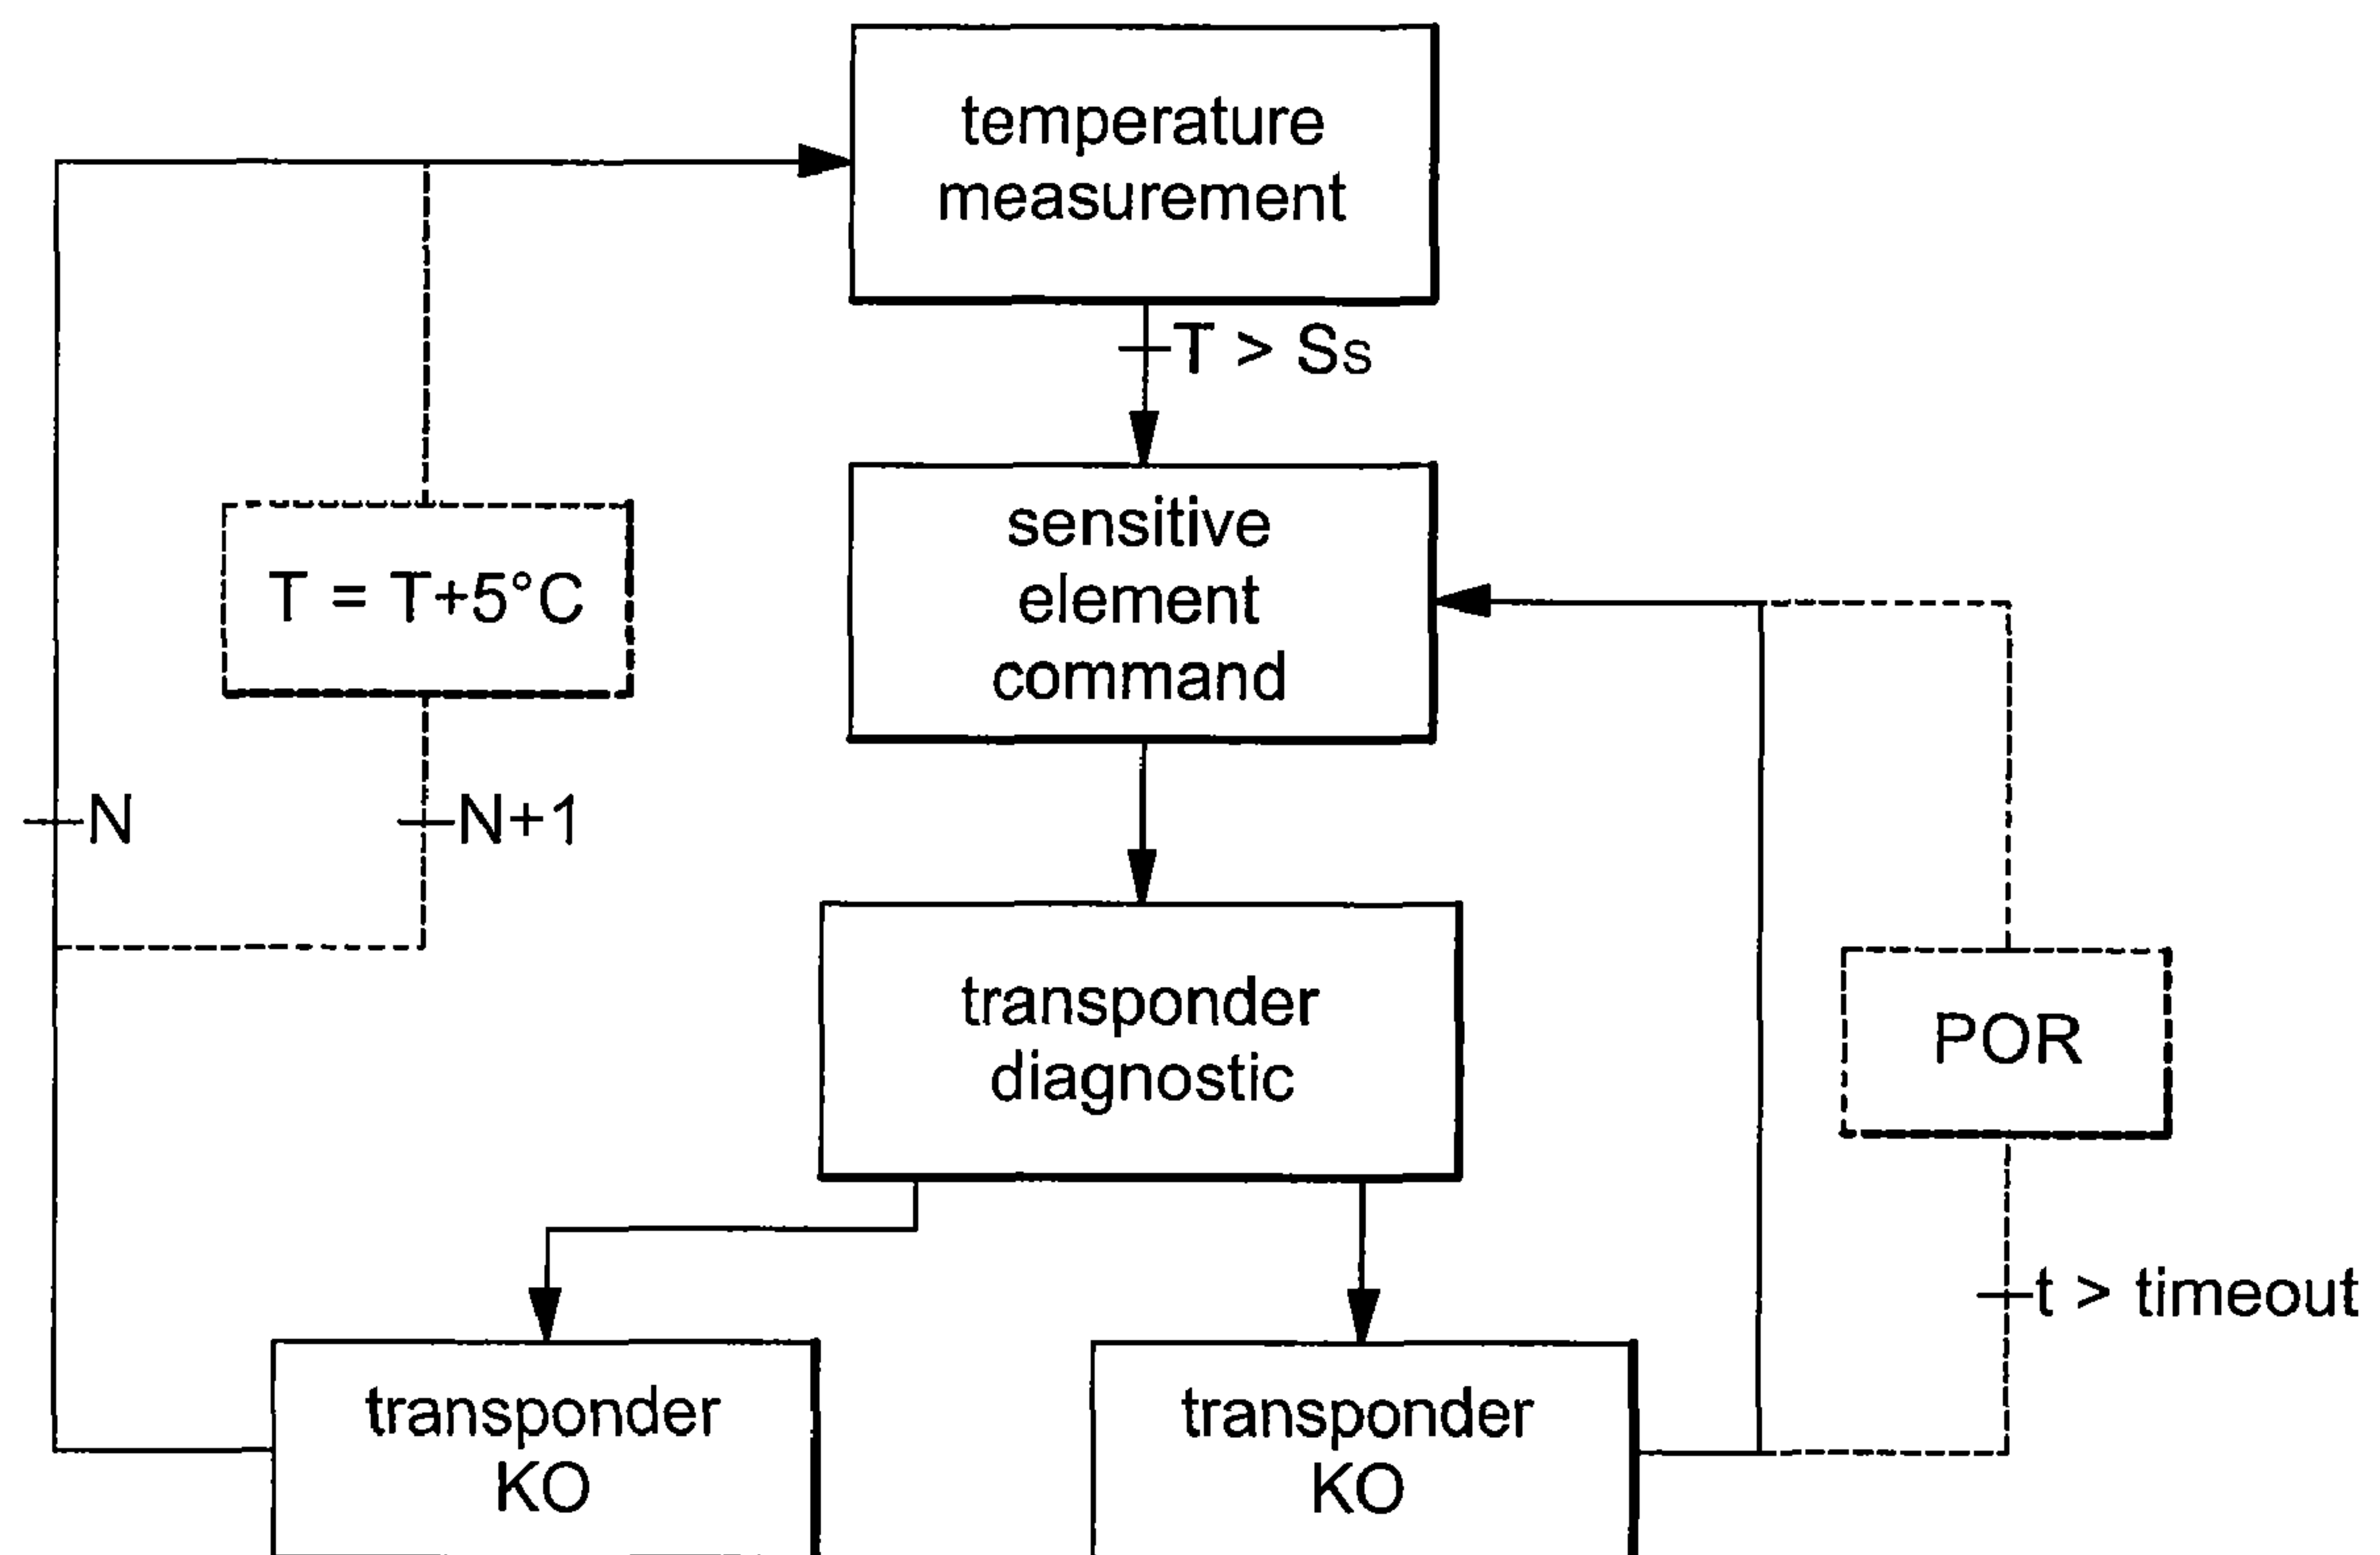 temperature
measurement
T > Ss
sensitive
element
command
T = T+5°C
N
N+1
transponder
diagnostic
POR
t > timeout
transponder
KO
transponder
KO